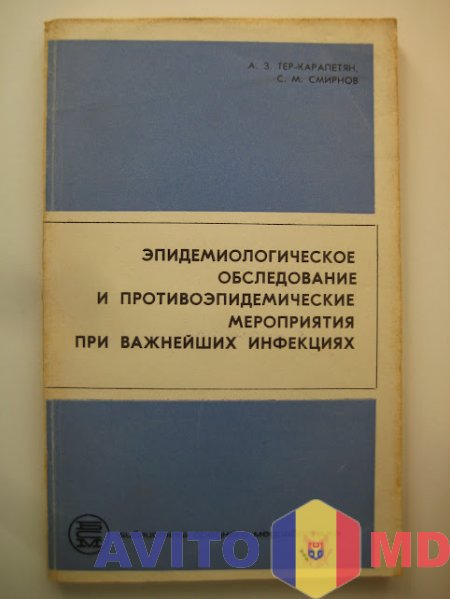 А. З. ТЕР-КАРАПЕТЯН,
С. М. СМИРНОВ
ЭПИДЕМИОЛОГИЧЕСКОЕ
ОБСЛЕДОВАНИЕ
И ПРОТИВОЭПИДЕМИЧЕСКИЕ
МЕРОПРИЯТИЯ
ПРИ ВАЖНЕЙШИХ ИНФЕКЦИЯХ
AVITO MD